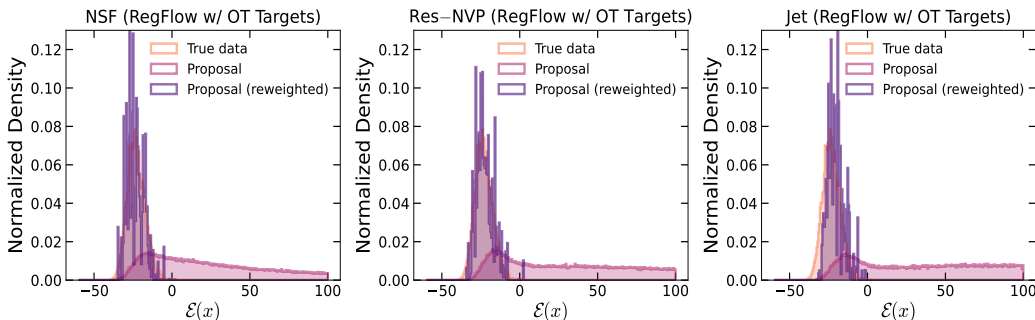 NSF (RegFlow w/ OT Targets)
Normalized Density
0.12
0.10
0.08
0.06
0.04
0.02
0.00
True data
Proposal
Proposal (reweighted)
−50
0
50
100
ℰ(x)
Res−NVP (RegFlow w/ OT Targets)
Normalized Density
0.12
0.10
0.08
0.06
0.04
0.02
0.00
True data
Proposal
Proposal (reweighted)
−50
0
50
100
ℰ(x)
Jet (RegFlow w/ OT Targets)
Normalized Density
0.12
0.10
0.08
0.06
0.04
0.02
0.00
True data
Proposal
Proposal (reweighted)
−50
0
50
100
ℰ(x)